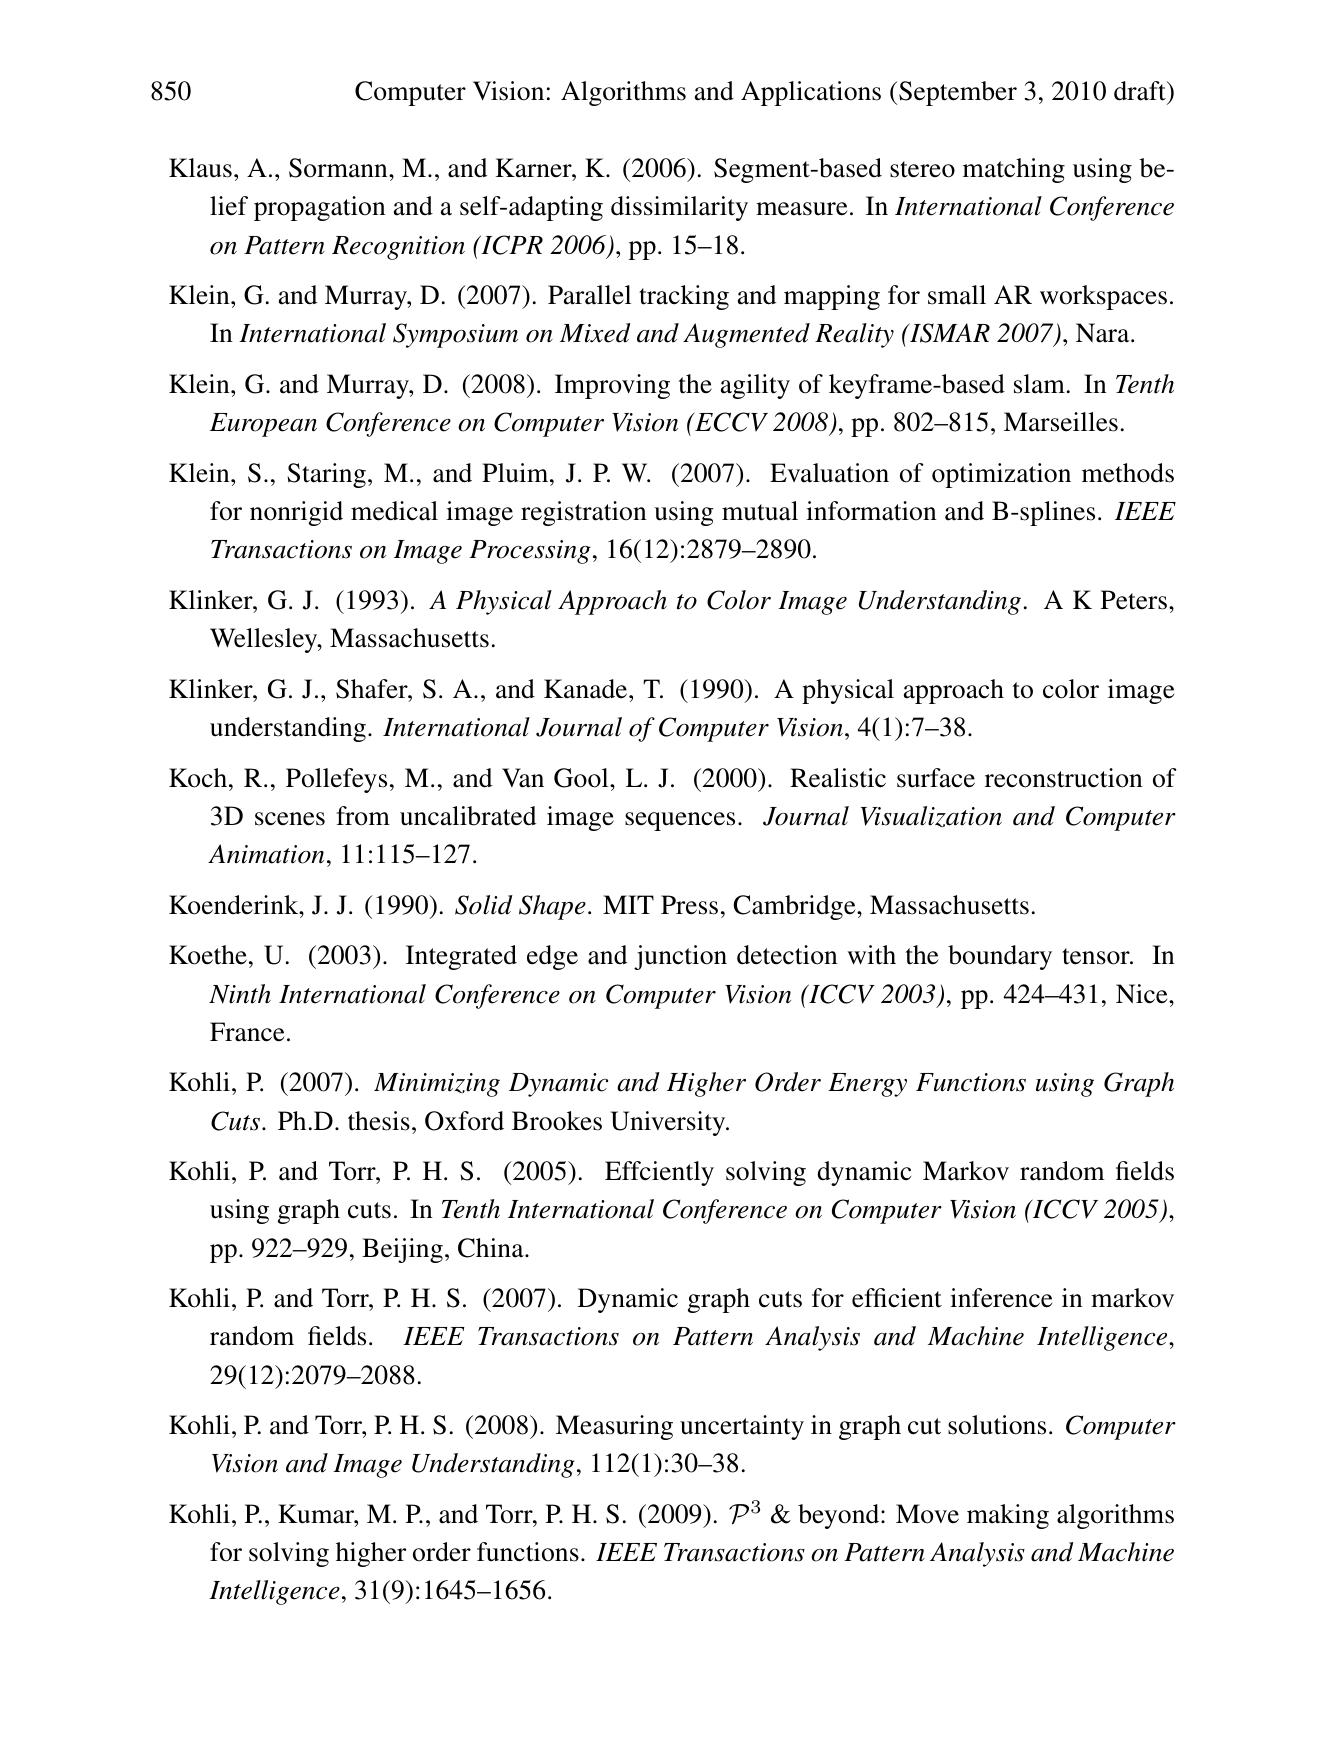 850 Computer Vision: Algorithms and Applications (September 3, 2010 draft)
Klaus, A., Sormann, M., and Karner, K. (2006). Segment-based stereo matching using be-
lief propagation and a self-adapting dissimilarity measure. In International Conference
on Pattern Recognition (ICPR 2006), pp. 15–18.
Klein, G. and Murray, D. (2007). Parallel tracking and mapping for small AR workspaces.
In International Symposium on Mixed and Augmented Reality (ISMAR 2007), Nara.
Klein, G. and Murray, D. (2008). Improving the agility of keyframe-based slam. In Tenth
European Conference on Computer Vision (ECCV 2008), pp. 802–815, Marseilles.
Klein, S., Staring, M., and Pluim, J. P. W. (2007). Evaluation of optimization methods
for nonrigid medical image registration using mutual information and B-splines. IEEE
Transactions on Image Processing, 16(12):2879–2890.
Klinker, G. J. (1993). A Physical Approach to Color Image Understanding. A K Peters,
Wellesley, Massachusetts.
Klinker, G. J., Shafer, S. A., and Kanade, T. (1990). A physical approach to color image
understanding. International Journal of Computer Vision, 4(1):7–38.
Koch, R., Pollefeys, M., and Van Gool, L. J. (2000). Realistic surface reconstruction of
3D scenes from uncalibrated image sequences. Journal Visualization and Computer
Animation, 11:115–127.
Koenderink, J. J. (1990). Solid Shape. MIT Press, Cambridge, Massachusetts.
Koethe, U. (2003). Integrated edge and junction detection with the boundary tensor. In
Ninth International Conference on Computer Vision (ICCV 2003), pp. 424–431, Nice,
France.
Kohli, P. (2007). Minimizing Dynamic and Higher Order Energy Functions using Graph
Cuts. Ph.D. thesis, Oxford Brookes University.
Kohli, P. and Torr, P. H. S. (2005). Effciently solving dynamic Markov random fields
using graph cuts. In Tenth International Conference on Computer Vision (ICCV 2005),
pp. 922–929, Beijing, China.
Kohli, P. and Torr, P. H. S. (2007). Dynamic graph cuts for efficient inference in markov
random fields. IEEE Transactions on Pattern Analysis and Machine Intelligence,
29(12):2079–2088.
Kohli, P. and Torr, P. H. S. (2008). Measuring uncertainty in graph cut solutions. Computer
Vision and Image Understanding, 112(1):30–38.
Kohli, P., Kumar, M. P., and Torr, P. H. S. (2009). 𝒫³ & beyond: Move making algorithms
for solving higher order functions. IEEE Transactions on Pattern Analysis and Machine
Intelligence, 31(9):1645–1656.